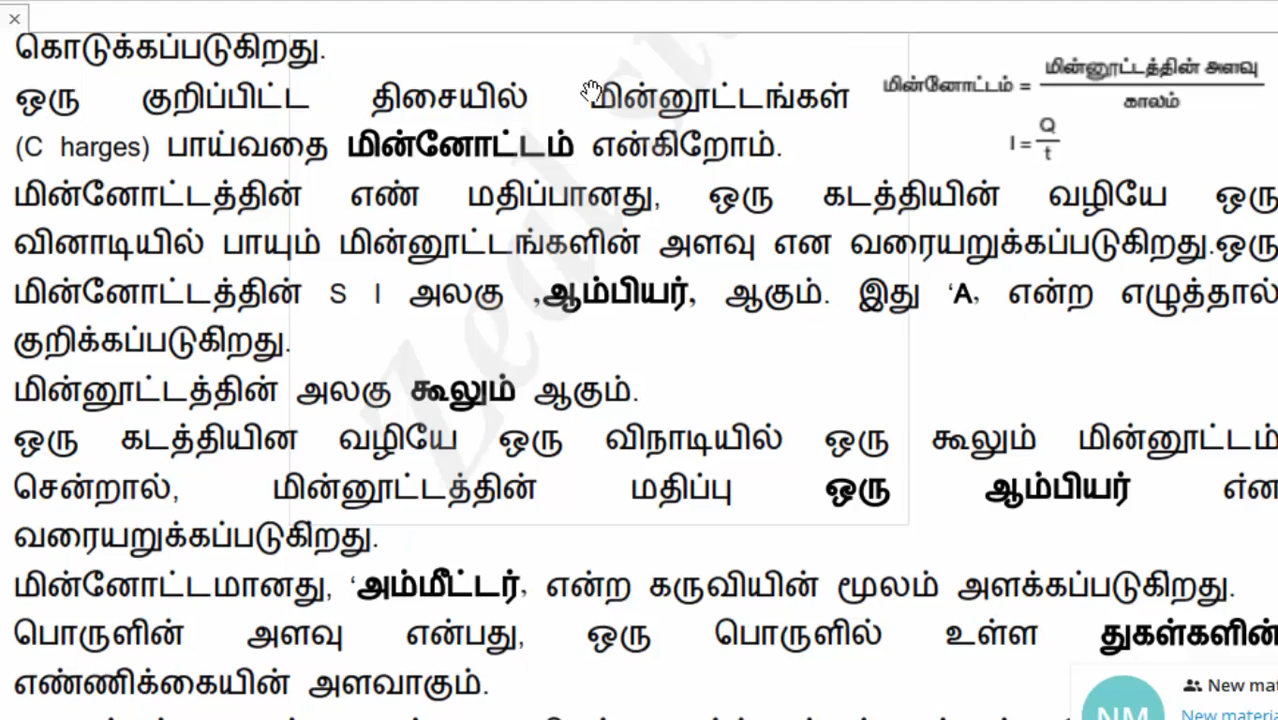 கொடுக்கப்படுகிறது.
ஒரு குறிப்பிட்ட திசையில் மின்னூட்டங்கள்
(C harges) பாய்வதை மின்னோட்டம் என்கிறோம்.
மின்னோட்டம் = மின்னூட்டத்தின் அளவு
காலம்
I = Q
t
மின்னோட்டத்தின் எண் மதிப்பானது, ஒரு கடத்தியின் வழியே ஒரு
வினாடியில் பாயும் மின்னூட்டங்களின் அளவு என வரையறுக்கப்படுகிறது.ஒரு
மின்னோட்டத்தின் S I அலகு ,ஆம்பியர், ஆகும். இது ‘A, என்ற எழுத்தால்
குறிக்கப்படுகிறது.
மின்னூட்டத்தின் அலகு கூலும் ஆகும்.
ஒரு கடத்தியின வழியே ஒரு விநாடியில் ஒரு கூலும் மின்னூட்டம்
சென்றால், மின்னூட்டத்தின் மதிப்பு ஒரு ஆம்பியர் என
வரையறுக்கப்படுகிறது.
மின்னோட்டமானது, ‘அம்மீட்டர், என்ற கருவியின் மூலம் அளக்கப்படுகிறது.
பொருளின் அளவு என்பது, ஒரு பொருளில் உள்ள துகள்களின்
எண்ணிக்கையின் அளவாகும்.
New mat
NM New materia